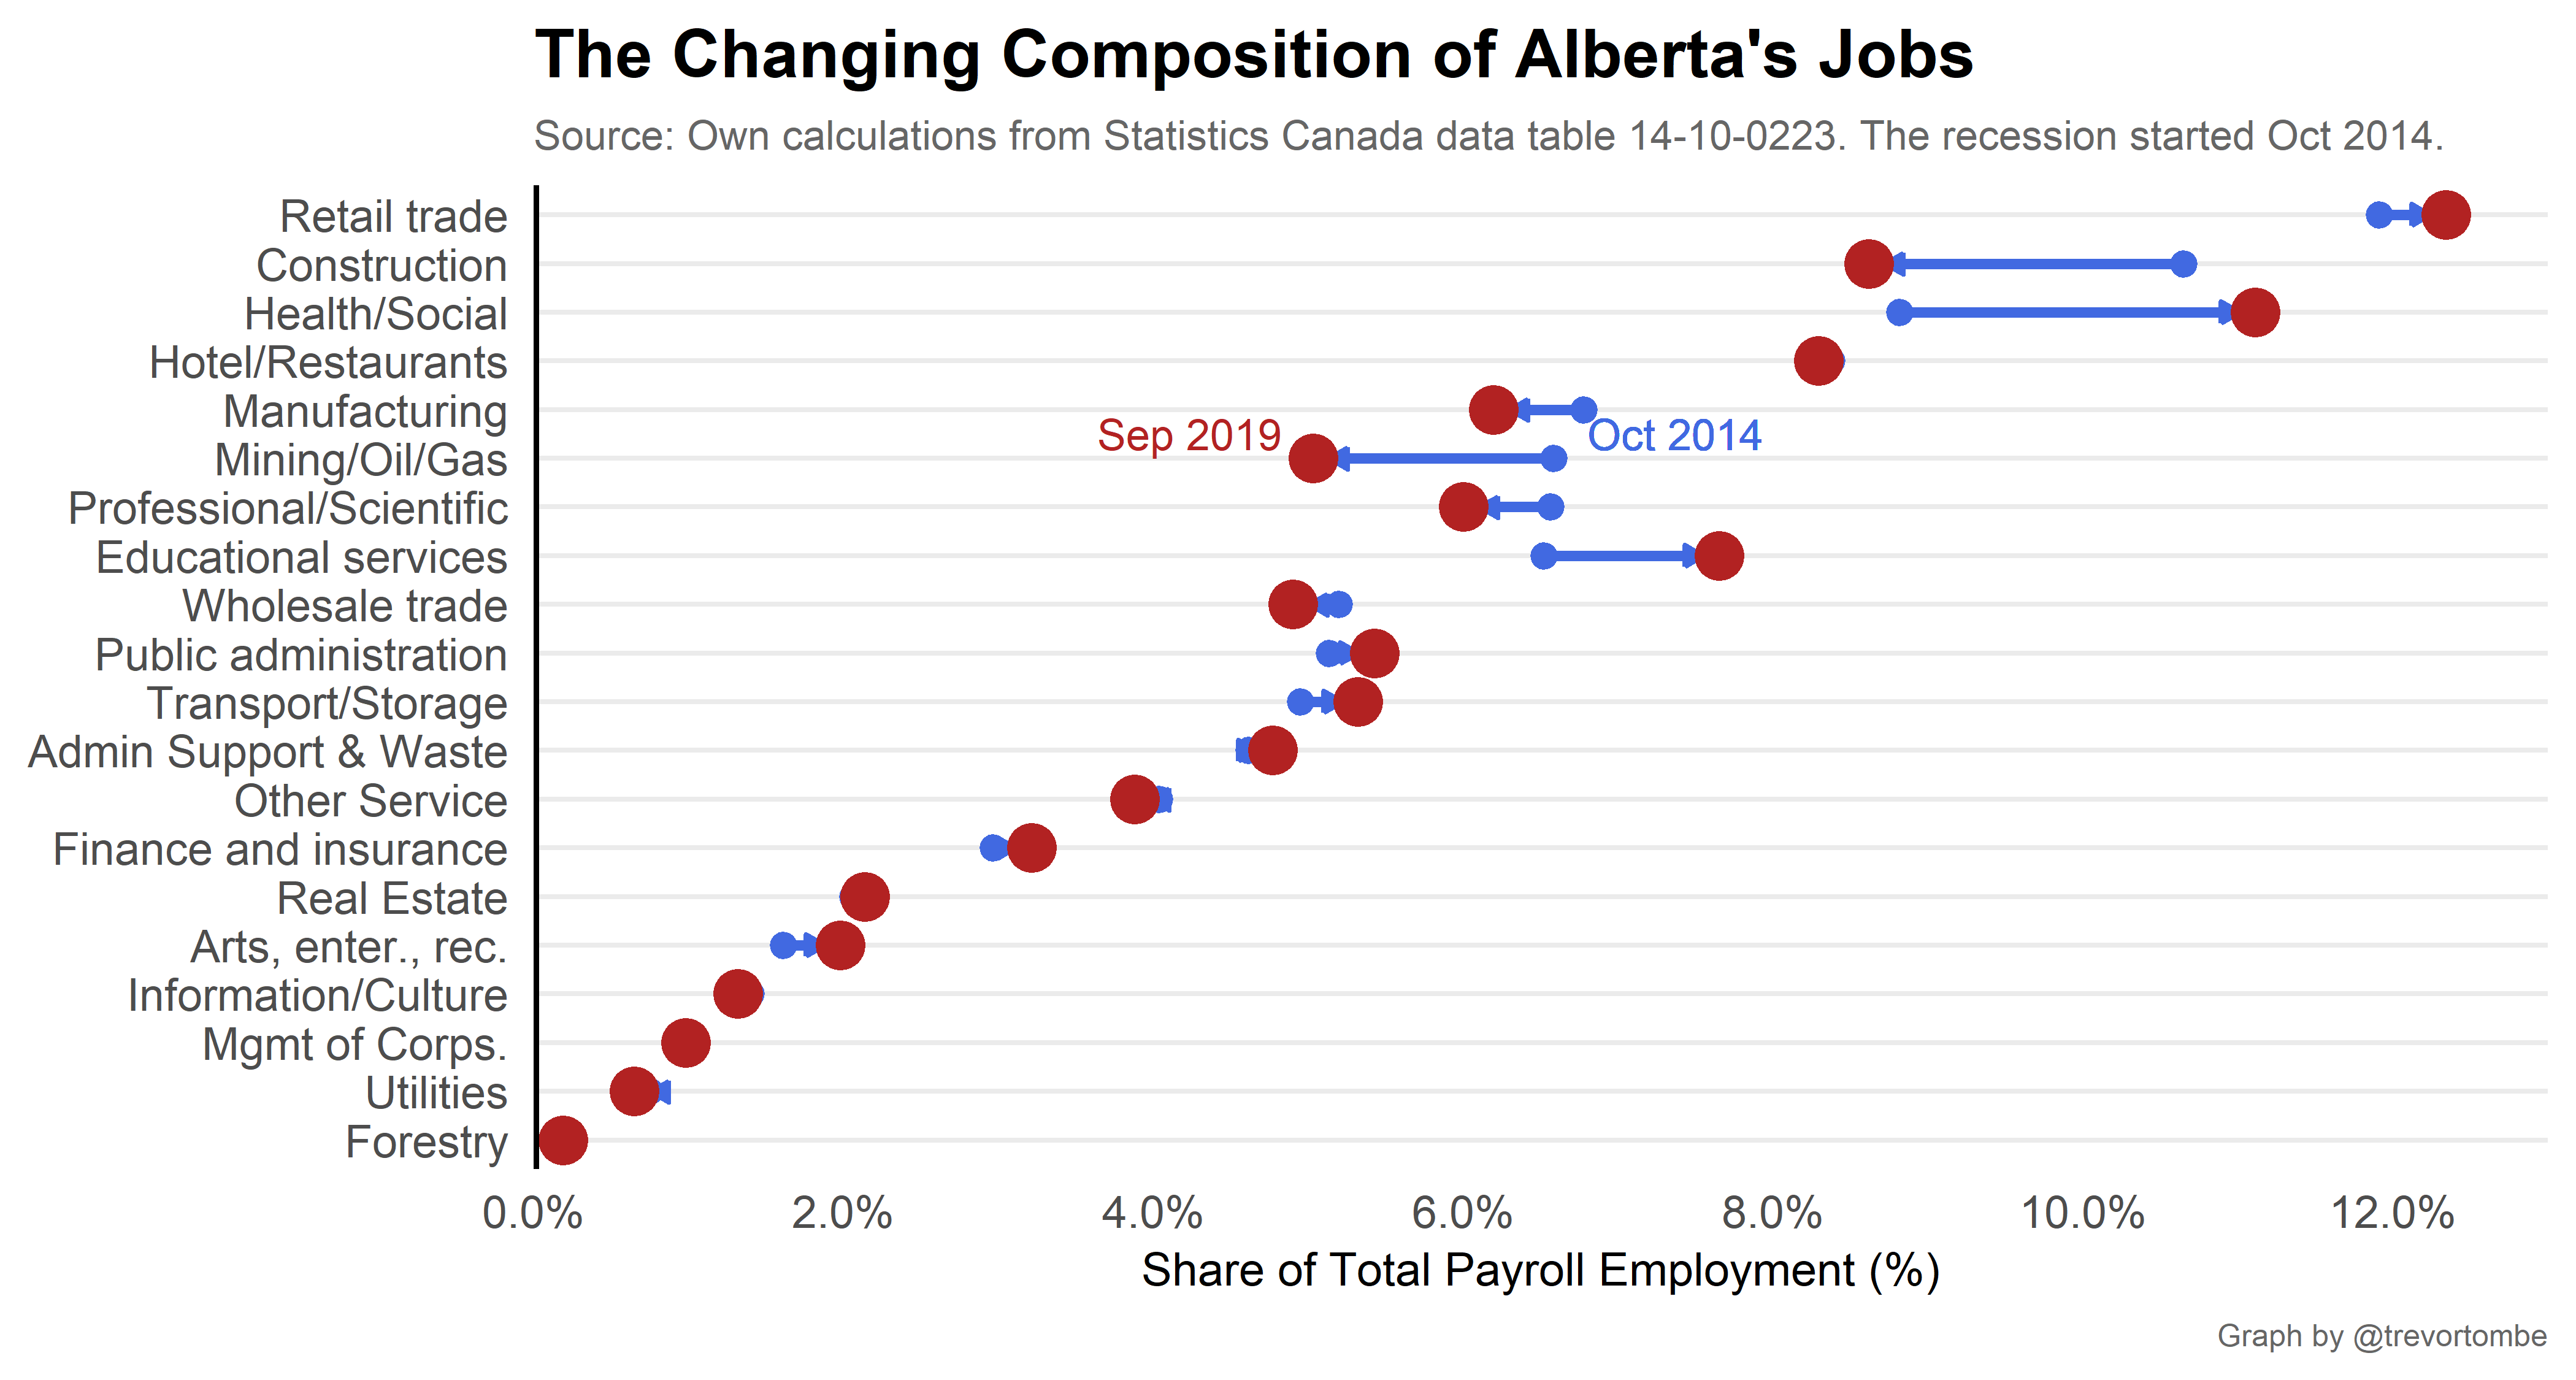 The Changing Composition of Alberta's Jobs
Source: Own calculations from Statistics Canada data table 14-10-0223. The recession started Oct 2014.
Retail trade
Construction
Health/Social
Hotel/Restaurants
Manufacturing
Sep 2019
Oct 2014
Mining/Oil/Gas
Professional/Scientific
Educational services
Wholesale trade
Public administration
Transport/Storage
Admin Support & Waste
Other Service
Finance and insurance
Real Estate
Arts, enter., rec.
Information/Culture
Mgmt of Corps.
Utilities
Forestry
0.0% 2.0% 4.0% 6.0% 8.0% 10.0% 12.0%
Share of Total Payroll Employment (%)
Graph by @trevortombe